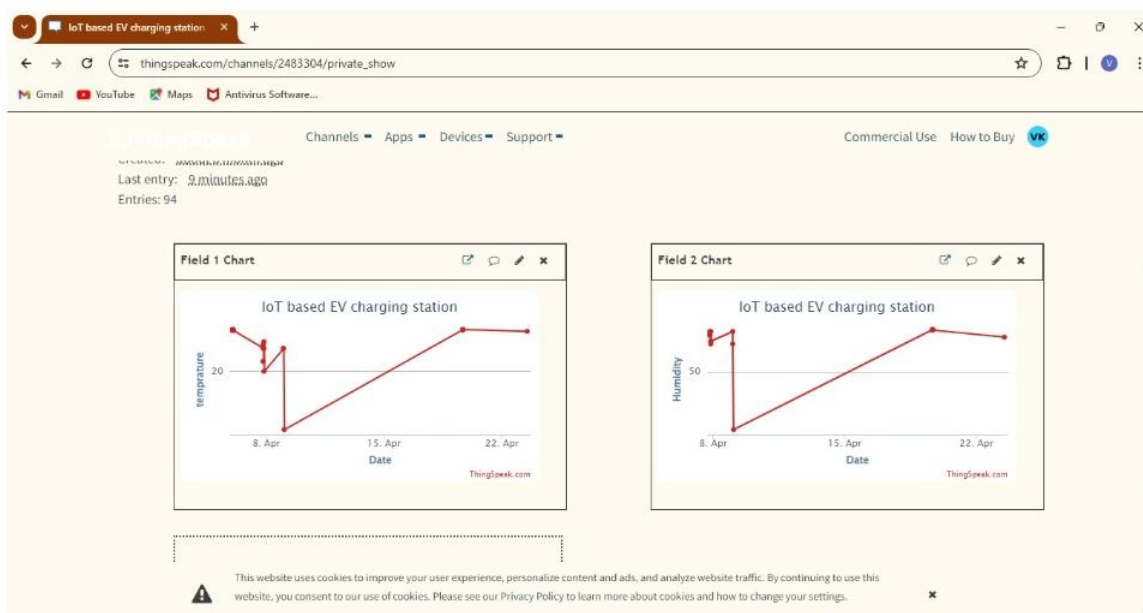 IoT based EV charging station
thingspeak.com/channels/2483304/private_show
V
Gmail YouTube Maps Antivirus Software...
Channels Apps Devices Support Commercial Use How to Buy VK
Last entry: 9 minutes ago
Entries: 94
Field 1 Chart
IoT based EV charging station
temprature
20
8. Apr 15. Apr 22. Apr
Date
ThingSpeak.com
Field 2 Chart
IoT based EV charging station
Humidity
50
8. Apr 15. Apr 22. Apr
Date
ThingSpeak.com
This website uses cookies to improve your user experience, personalize content and ads, and analyze website traffic. By continuing to use this
website, you consent to our use of cookies. Please see our Privacy Policy to learn more about cookies and how to change your settings.